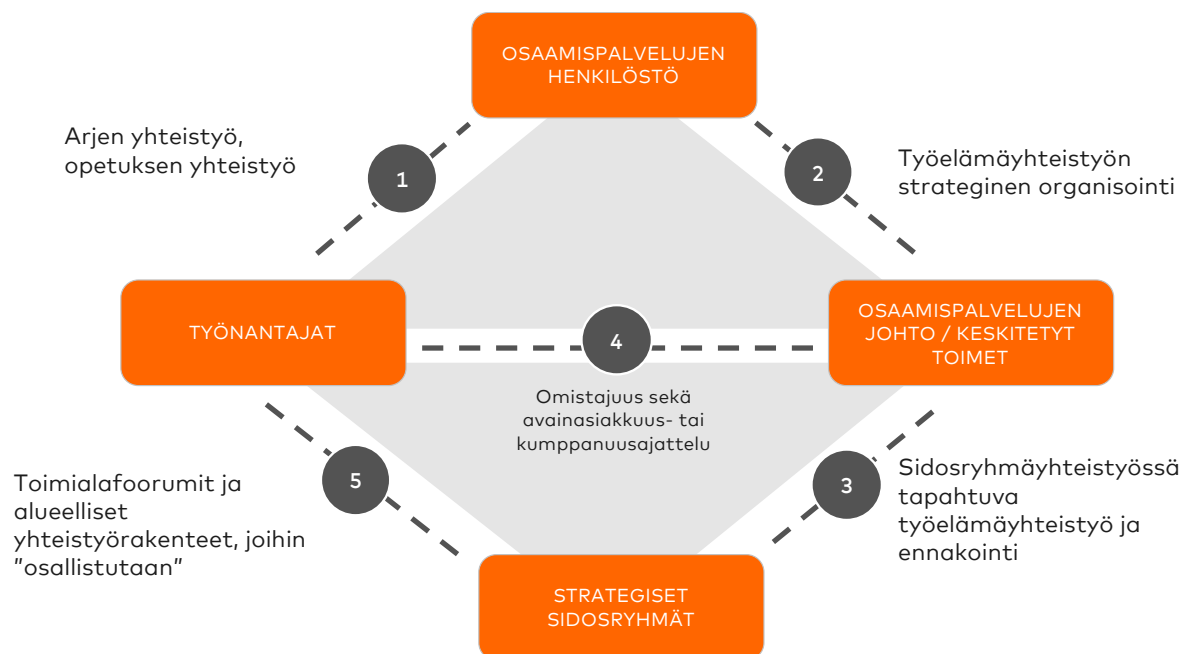 OSAAMISPALVELUJEN
HENKILÖSTÖ
Arjen yhteistyö,
opetuksen yhteistyö
1
2
Työelämäyhteistyön
strateginen organisointi
TYÖNANTAJAT
4
OSAAMISPALVELUJEN
JOHTO / KESKITETYT
TOIMET
Omistajuus sekä
avainasiakkuus- tai
kumppanuusajattelu
Toimialafoorumit ja
alueelliset
yhteistyörakenteet, joihin
”osallistutaan”
5
3
Sidosryhmäyhteistyössä
tapahtuva
työelämäyhteistyö ja
ennakointi
STRATEGISET
SIDOSRYHMÄT